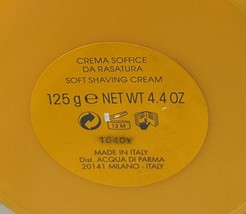 CREMA SOFFICE
DA RASATURA
SOFT SHAVING CREAM
125 g ℮ NET WT 4.4 OZ
12 M
MADE IN ITALY
Dist. ACQUA DI PARMA
20141 MILANO - ITALY